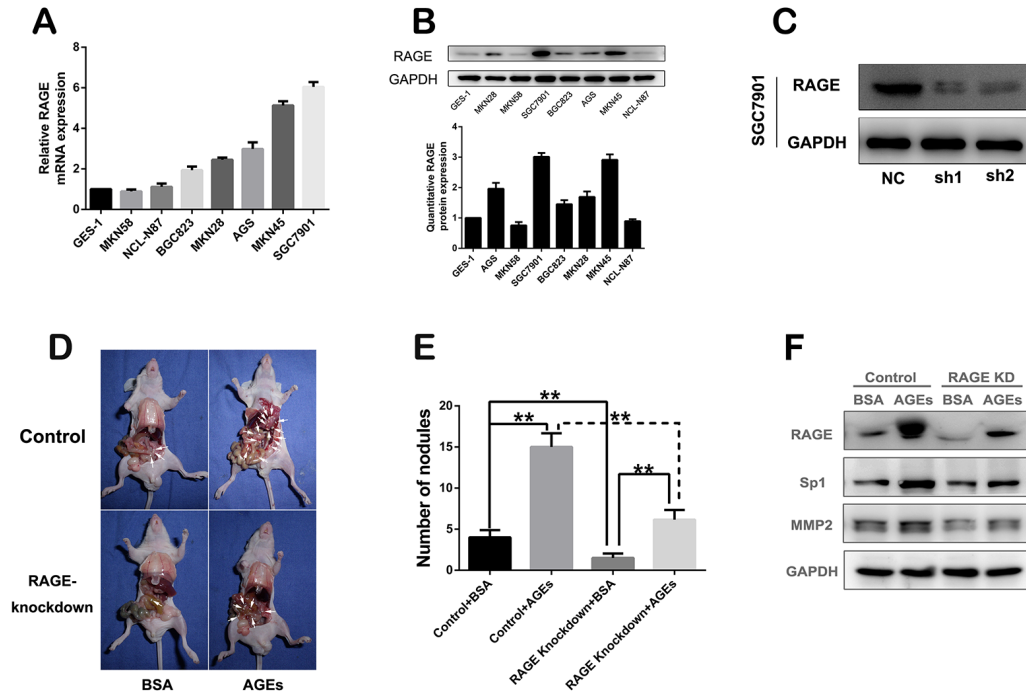 A
Relative RAGE
mRNA expression
8
6
4
2
0
GES-1
MKN58
NCL-N87
BGC823
MKN28
AGS
MKN45
SGC7901
B
RAGE
GAPDH
GES-1
MKN28
MKN58
SGC7901
BGC823
AGS
MKN45
NCL-N87
Quantitative RAGE
protein expression
4
3
2
1
0
GES-1
AGS
MKN58
SGC7901
BGC823
MKN28
MKN45
NCL-N87
C
SGC7901
RAGE
GAPDH
NC sh1 sh2
D
Control
RAGE-
knockdown
BSA AGEs
E
Number of nodules
20
15
10
5
0
**
** **
**
Control+BSA
Control+AGEs
RAGE Knockdown+BSA
RAGE Knockdown+AGEs
F
Control RAGE KD
BSA AGEs BSA AGEs
RAGE
Sp1
MMP2
GAPDH